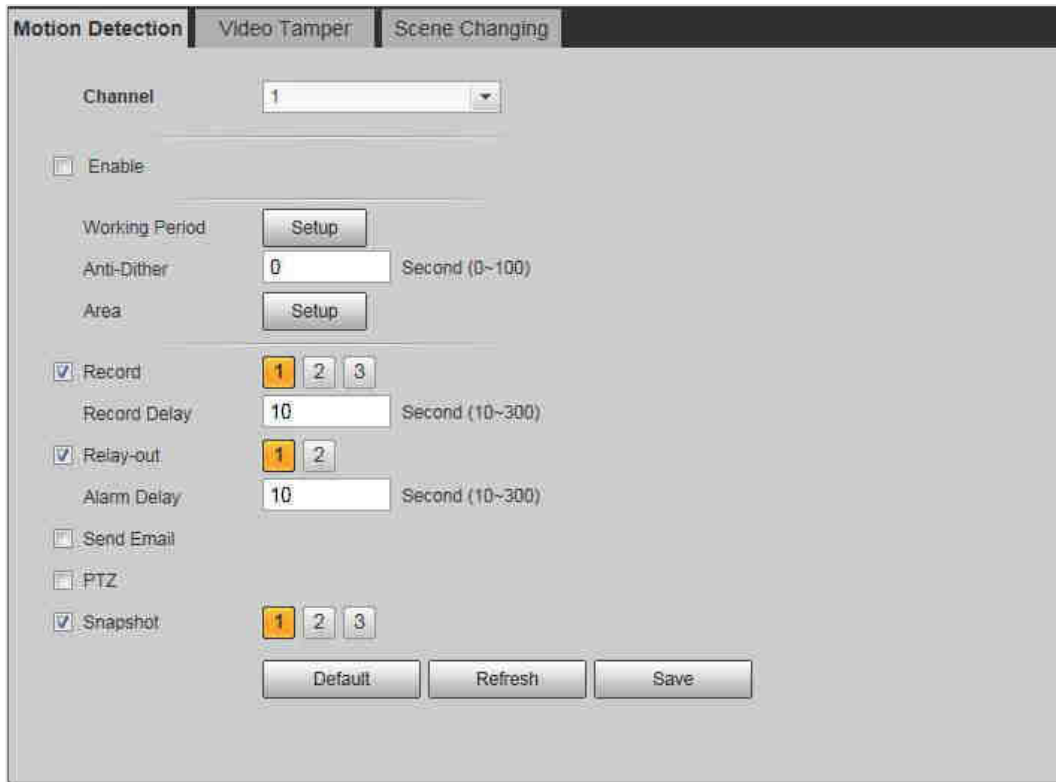 Motion Detection Video Tamper Scene Changing
Channel 1
Enable
Working Period Setup
Anti-Dither 0 Second (0~100)
Area Setup
Record 1 2 3
Record Delay 10 Second (10~300)
Relay-out 1 2
Alarm Delay 10 Second (10~300)
Send Email
PTZ
Snapshot 1 2 3
Default Refresh Save